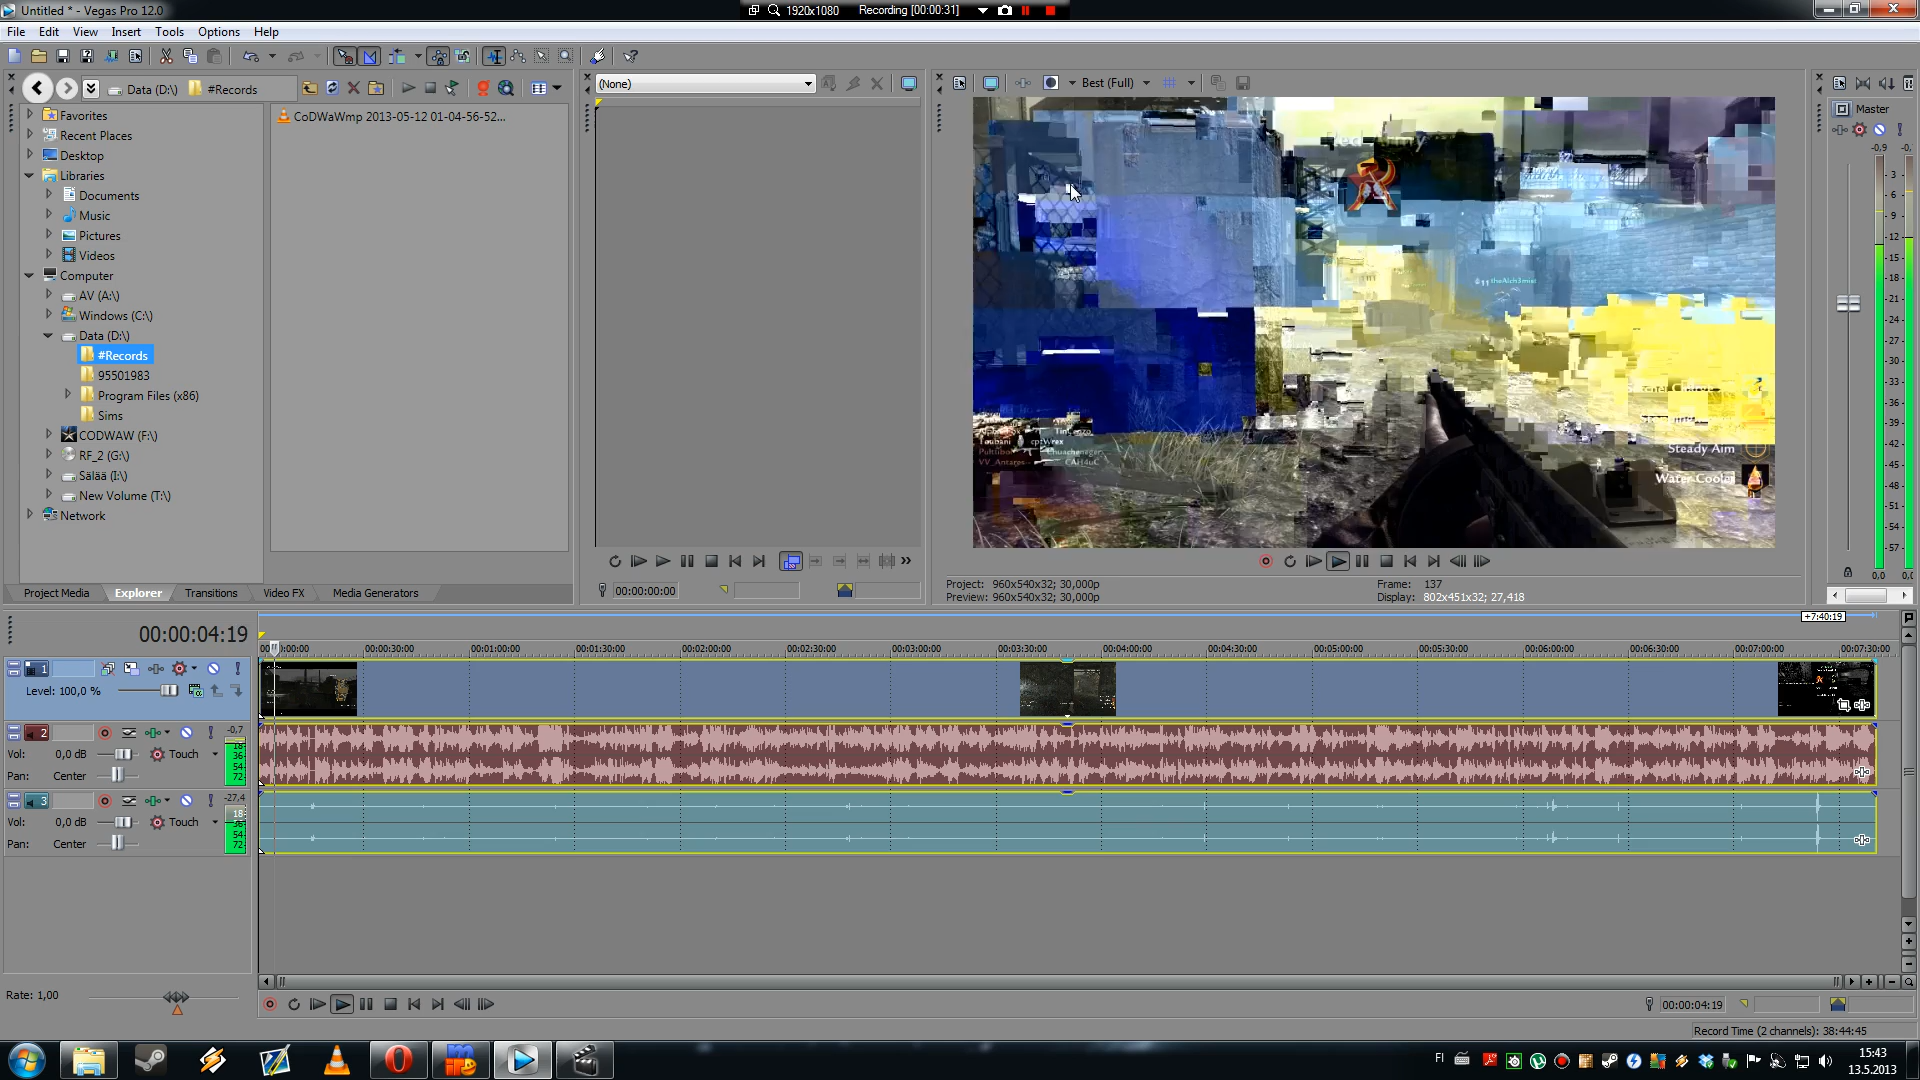 Untitled * - Vegas Pro 12.0
1920x1080 Recording [00:00:31]
File Edit View Insert Tools Options Help
Data (D:\) #Records
(None)
Best (Full)
Favorites
Recent Places
Desktop
Libraries
Documents
Music
Pictures
Videos
Computer
AV (A:\)
Windows (C:\)
Data (D:\)
#Records
95501983
Program Files (x86)
Sims
CODWAW (F:\)
RF_2 (G:\)
Sälää (I:\)
New Volume (T:\)
Network
CoDWaWmp 2013-05-12 01-04-56-52...
11 theAlch3mist
Steady Aim
Water Cooler
TinCenzo
cptWrex
VV_Antares
Master
-0,9
3
6
9
12
15
18
21
24
27
30
33
36
39
42
45
48
51
54
57
0,0 0,0
00:00:00:00
Project: 960x540x32; 30,000p
Preview: 960x540x32; 30,000p
Frame: 137
Display: 802x451x32; 27,418
Project Media Explorer Transitions Video FX Media Generators
+7:40:19
00:00:04:19
00:00:30:00 00:01:00:00 00:01:30:00 00:02:00:00 00:02:30:00 00:03:00:00 00:03:30:00 00:04:00:00 00:04:30:00 00:05:00:00 00:05:30:00 00:06:00:00 00:06:30:00 00:07:00:00 00:07:30:00
1
Level: 100,0 %
2
-0,7
Vol: 0,0 dB Touch
Pan: Center
18
36
54
72
3
-27,4
Vol: 0,0 dB Touch
Pan: Center
18
36
54
72
Rate: 1,00
00:00:04:19
Record Time (2 channels): 38:44:45
FI
15:43
13.5.2013